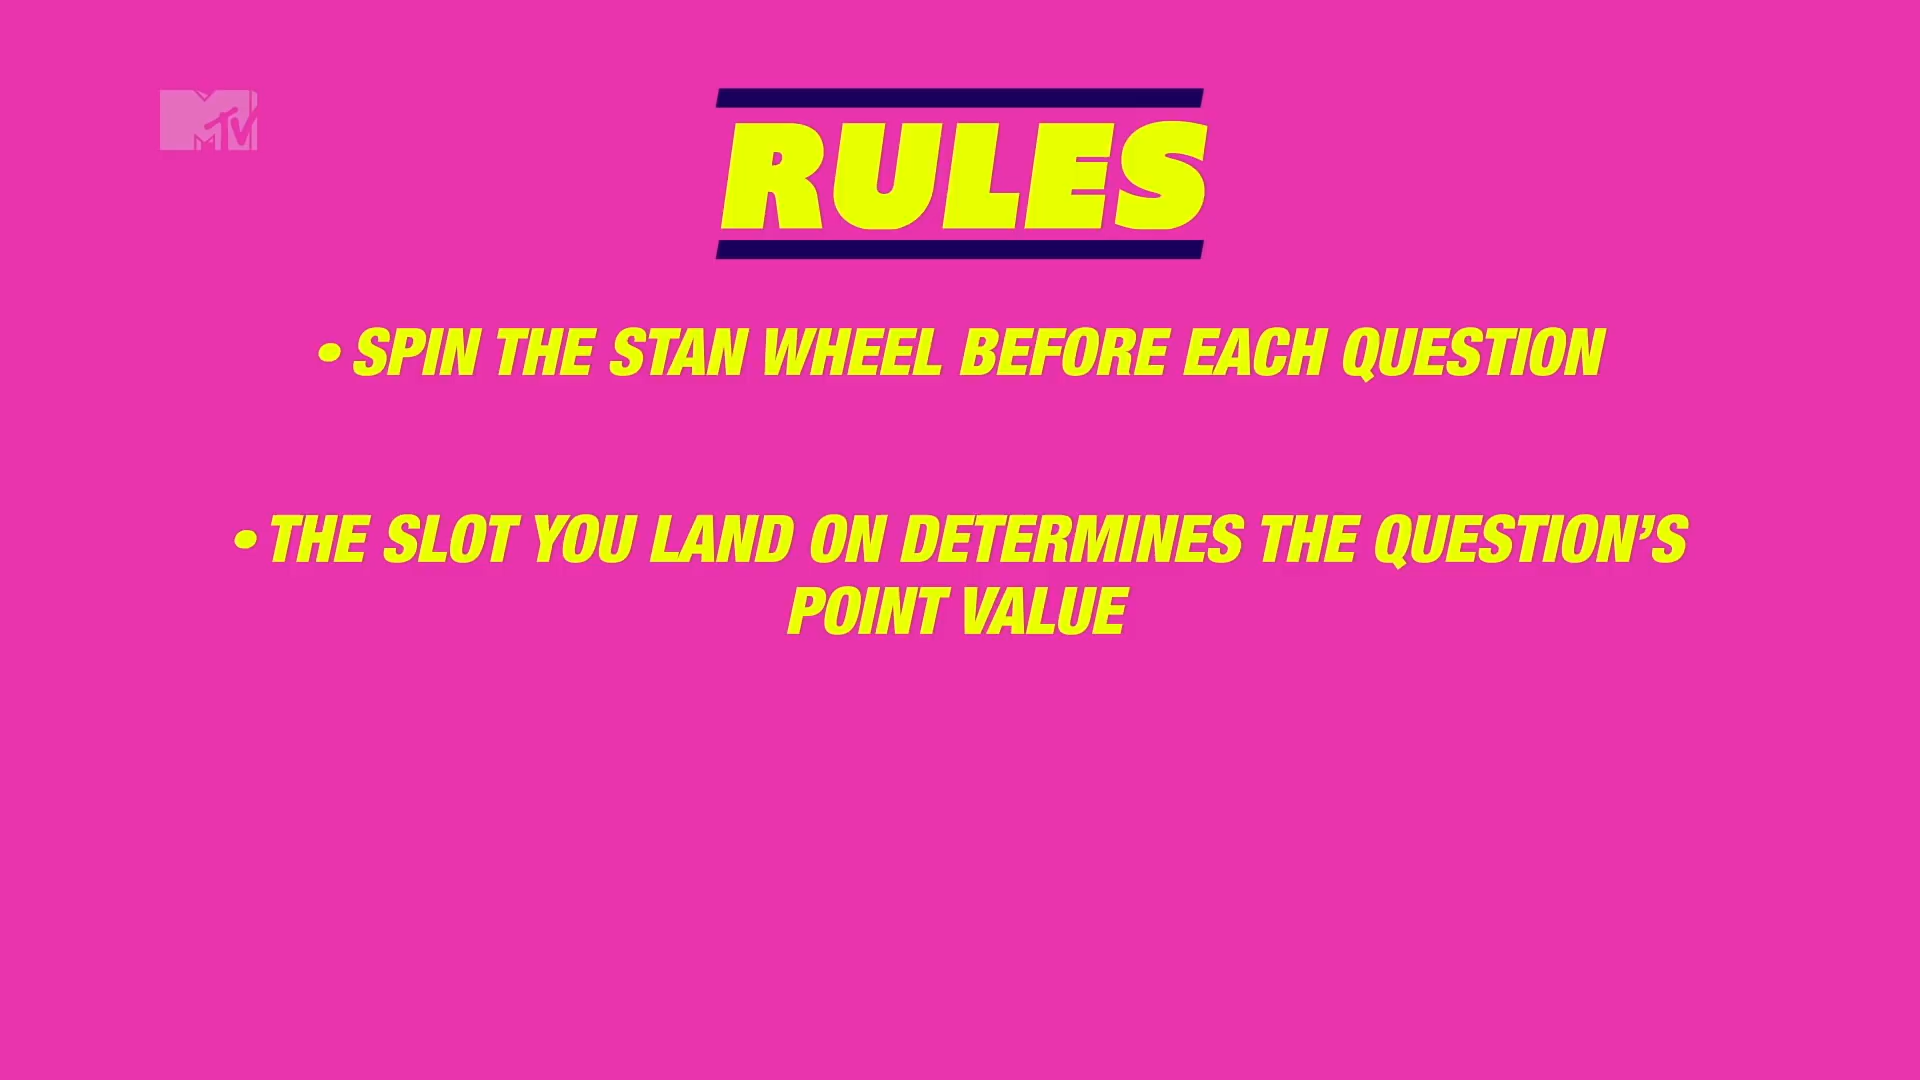 MTV
RULES
• SPIN THE STAN WHEEL BEFORE EACH QUESTION
• THE SLOT YOU LAND ON DETERMINES THE QUESTION’S
POINT VALUE